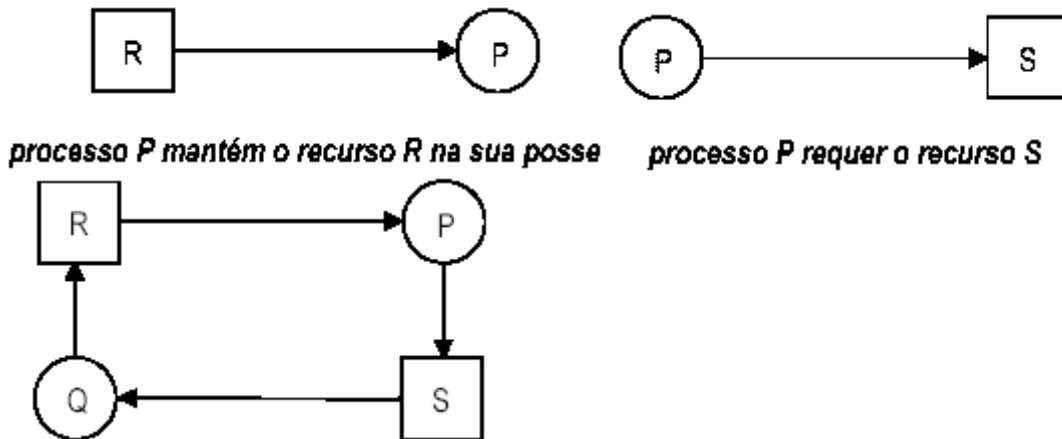 R P P S
processo P mantém o recurso R na sua posse processo P requer o recurso S
R P
Q S